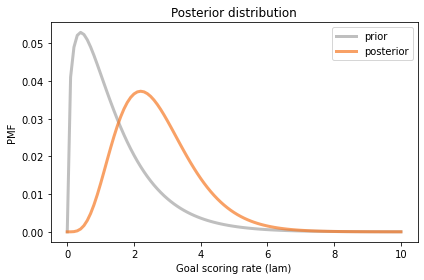 Posterior distribution
prior
posterior
PMF
0.05
0.04
0.03
0.02
0.01
0.00
0 2 4 6 8 10
Goal scoring rate (lam)